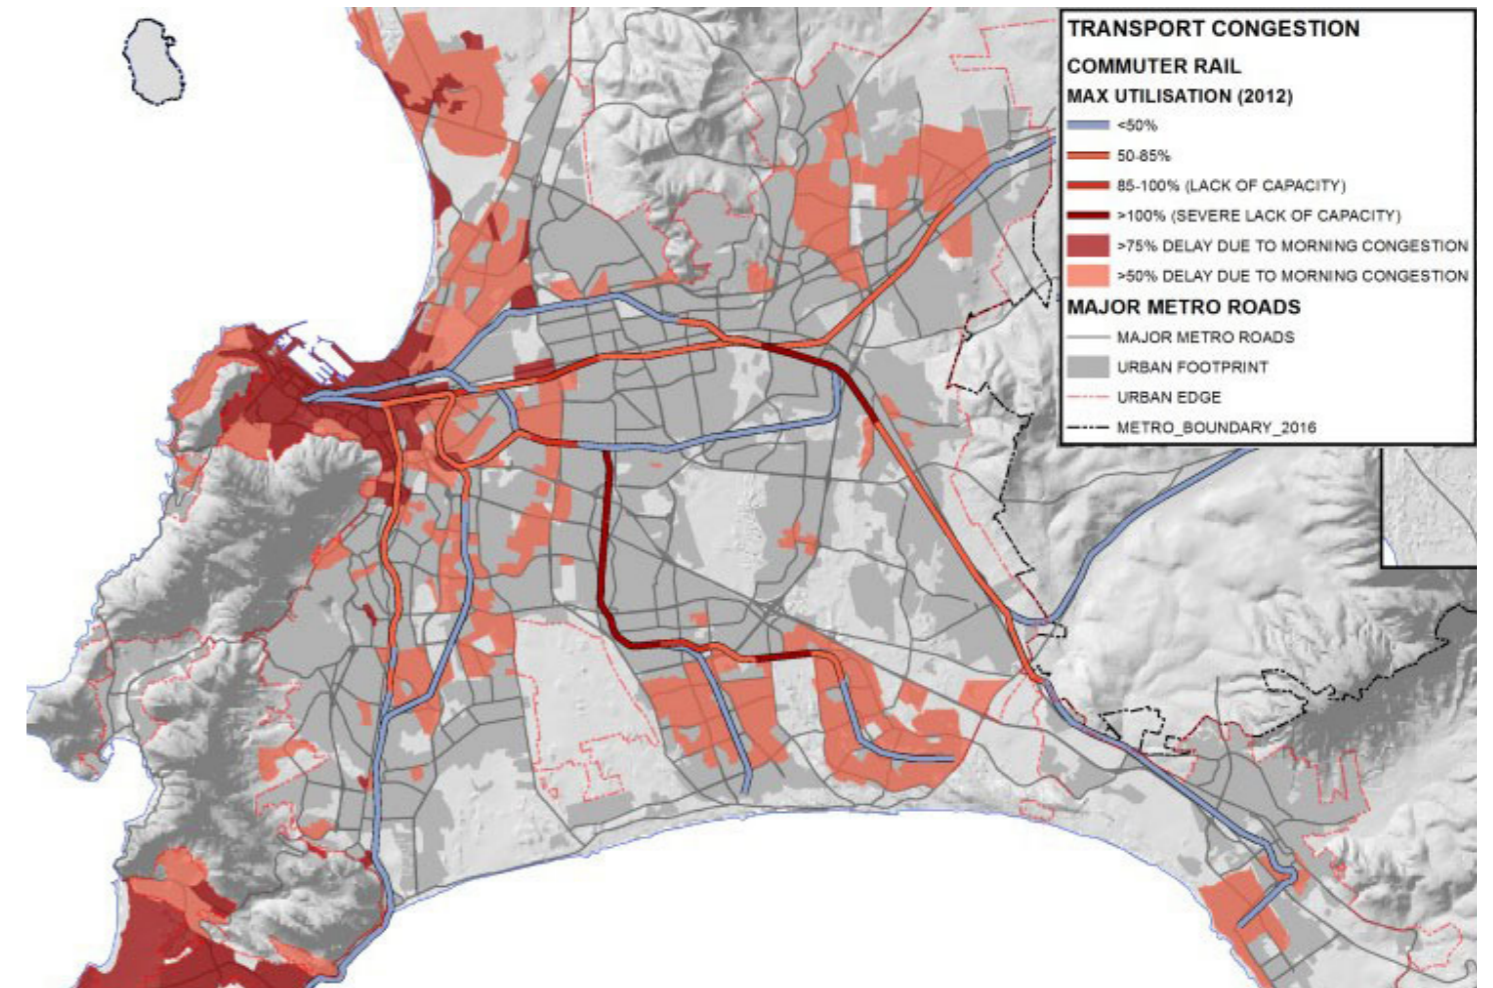 TRANSPORT CONGESTION
COMMUTER RAIL
MAX UTILISATION (2012)
<50%
50-85%
85-100% (LACK OF CAPACITY)
>100% (SEVERE LACK OF CAPACITY)
>75% DELAY DUE TO MORNING CONGESTION
>50% DELAY DUE TO MORNING CONGESTION
MAJOR METRO ROADS
MAJOR METRO ROADS
URBAN FOOTPRINT
URBAN EDGE
METRO_BOUNDARY_2016